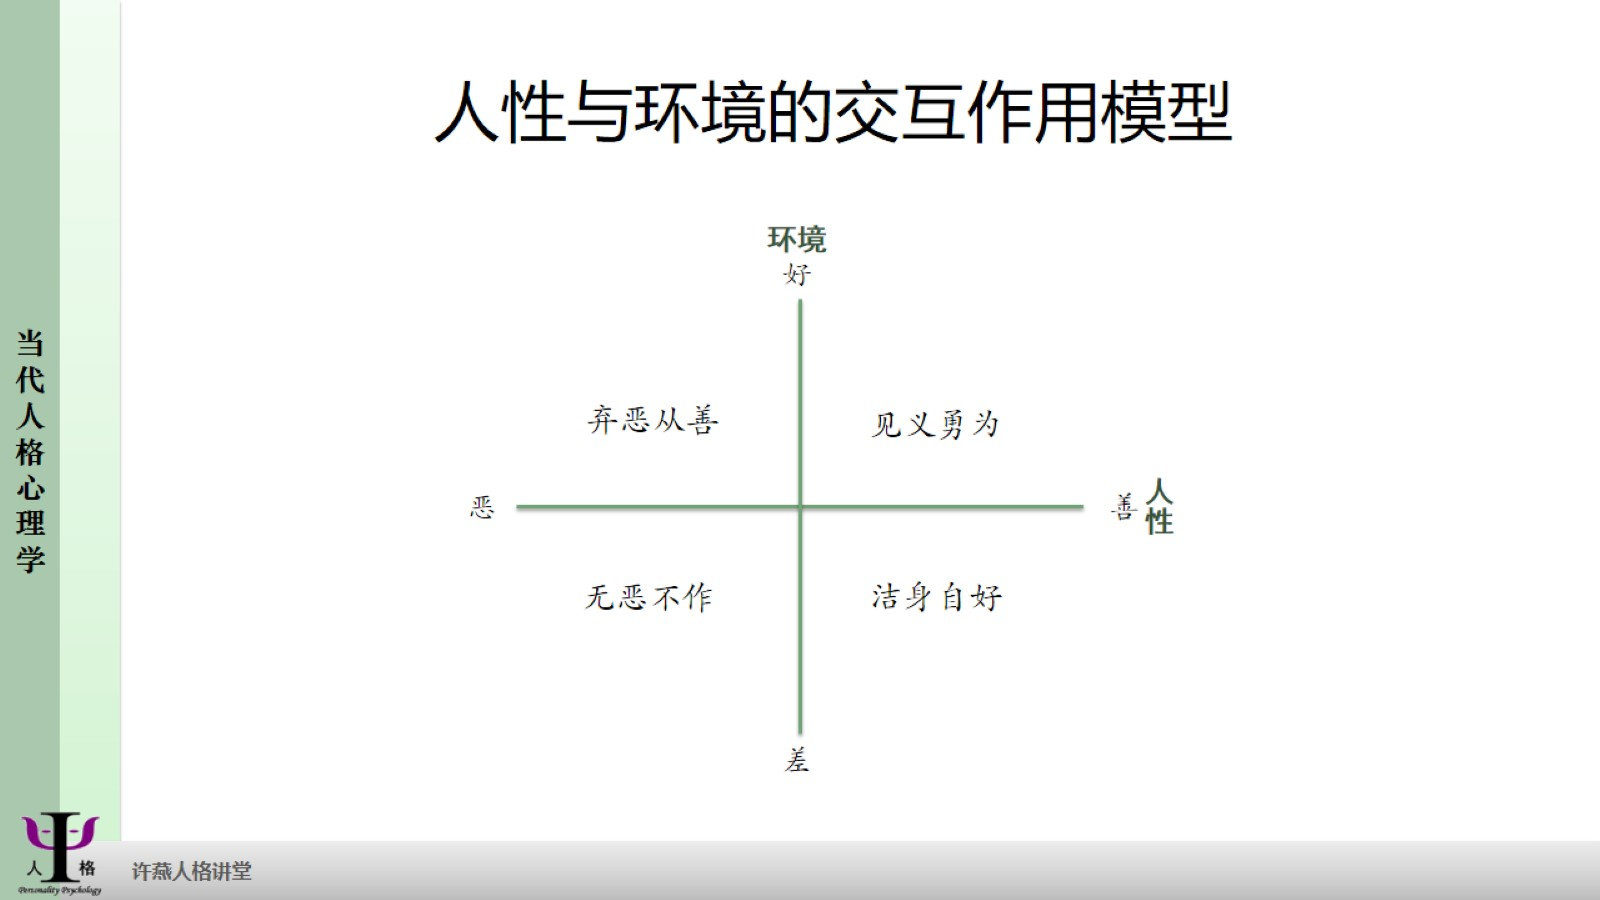 人性与环境的交互作用模型
环境
好
弃恶从善
见义勇为
恶
善
人性
无恶不作
洁身自好
差
当代人格心理学
人 格
Personality Psychology
许燕人格讲堂